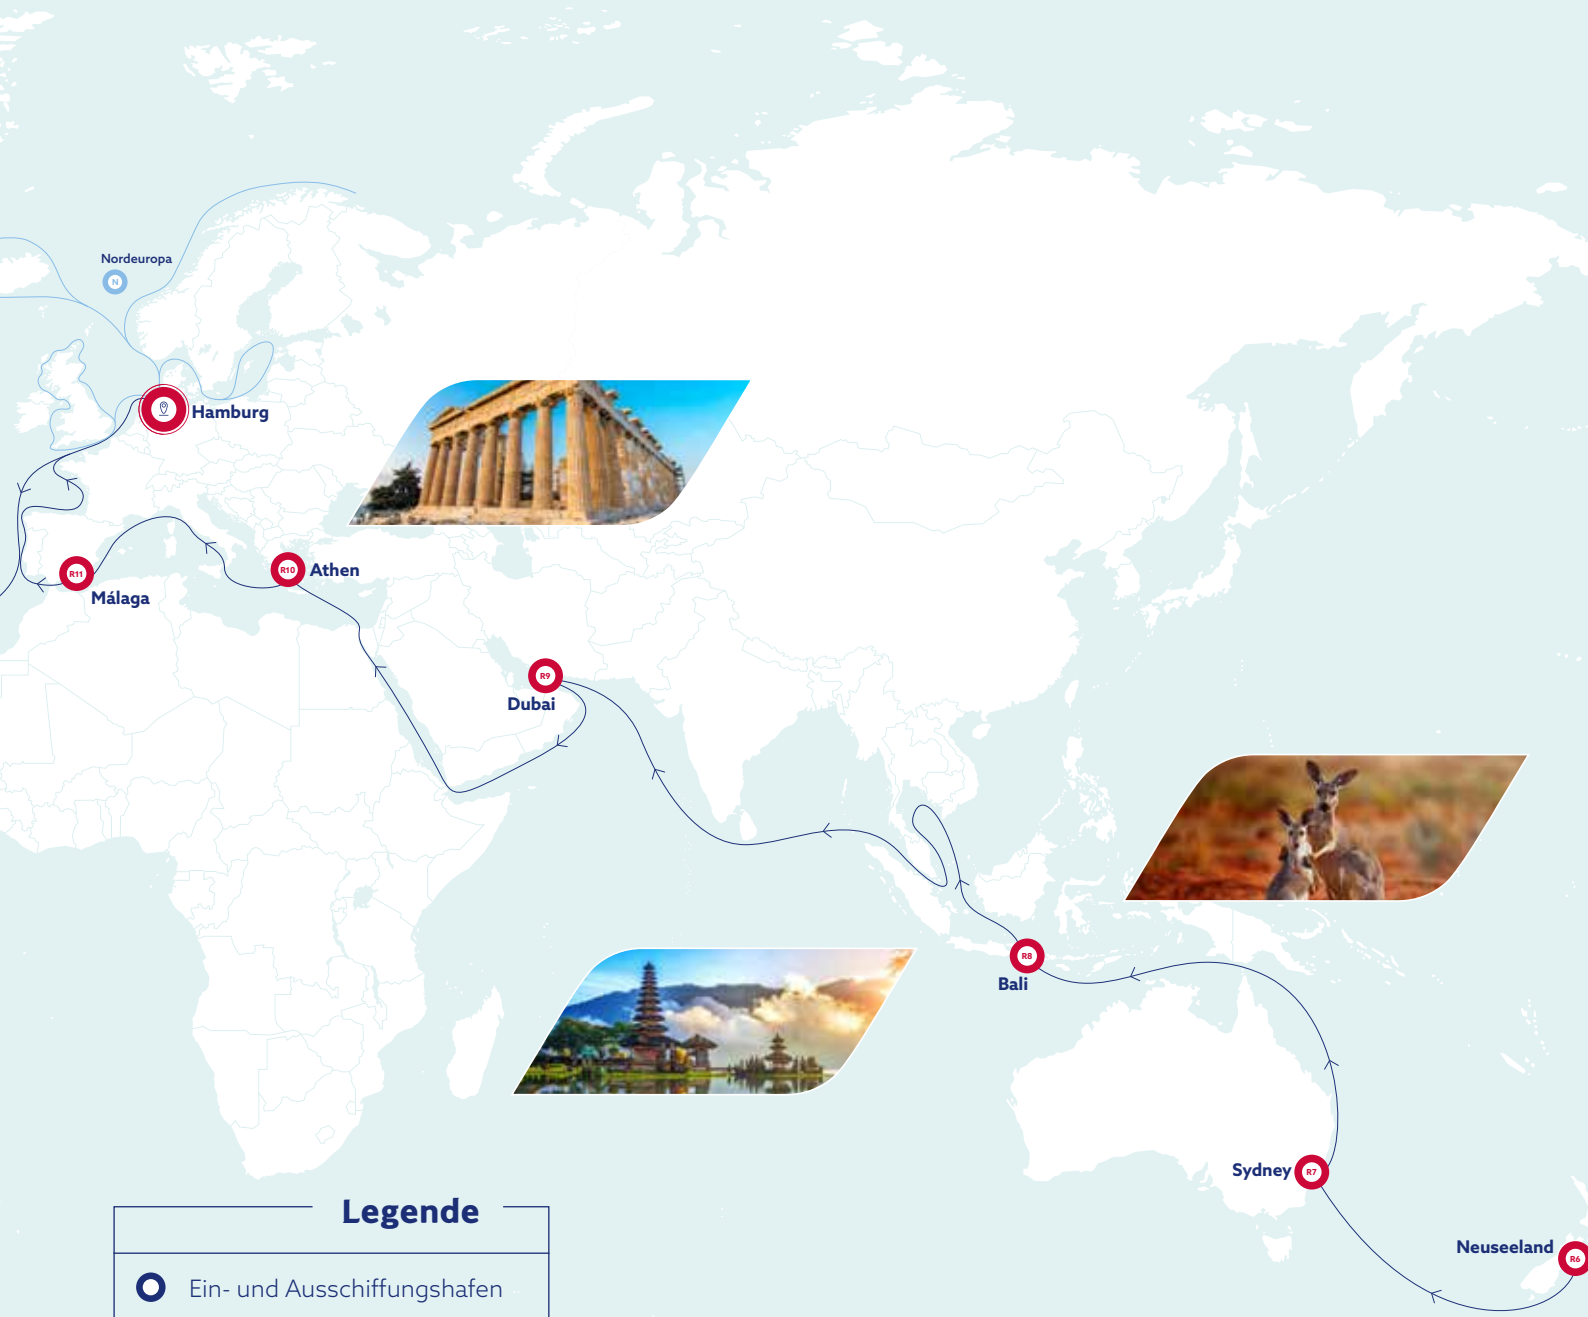 Nordeuropa
N
Hamburg
R10
Athen
R11
Málaga
R9
Dubai
R8
Bali
Sydney
R7
Neuseeland
R6
Legende
Ein- und Ausschiffungshafen